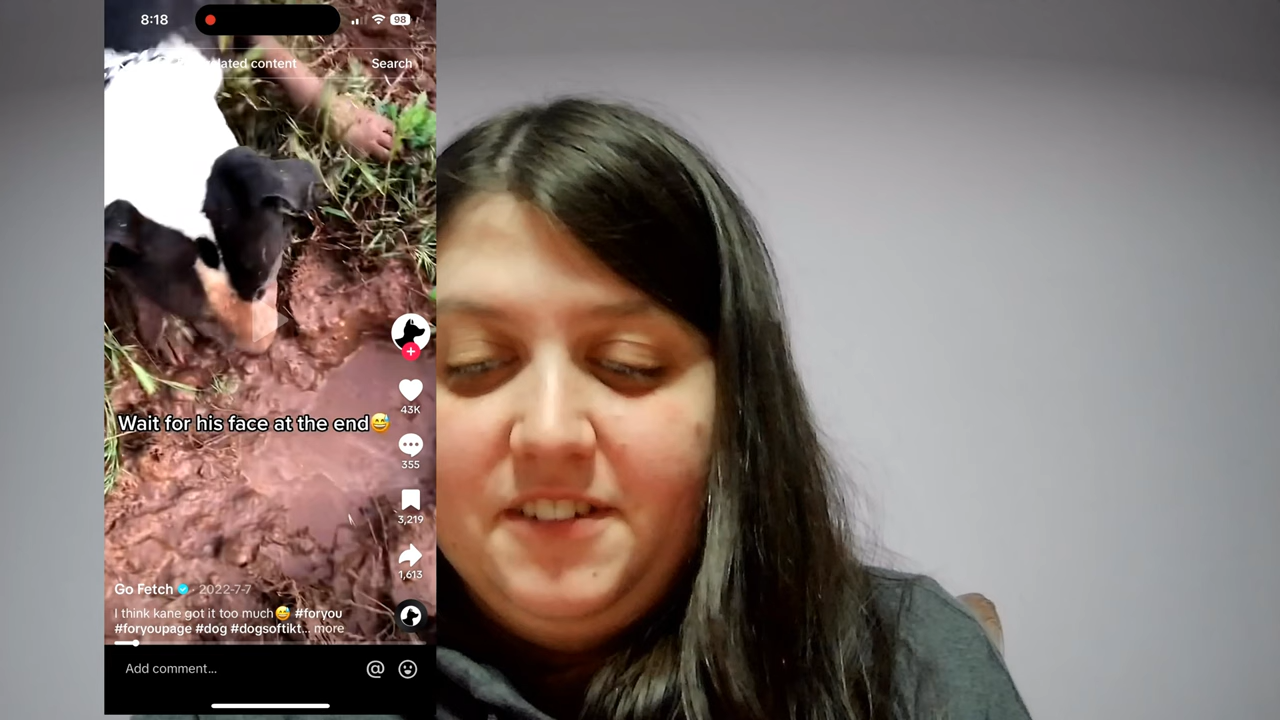 8:18
98
lated content
Search
Wait for his face at the end😅
43K
355
3,219
1,613
Go Fetch · 2022-7-7
I think kane got it too much😅 #foryou
#foryoupage #dog #dogsoftikt... more
Add comment...
@